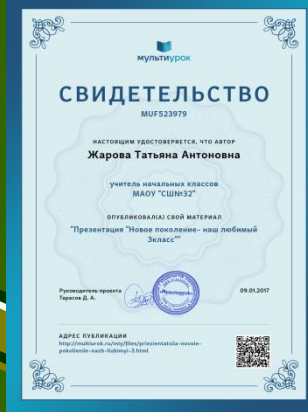 мультиурок
СВИДЕТЕЛЬСТВО
MUF523979
НАСТОЯЩИМ УДОСТОВЕРЯЕТСЯ, ЧТО АВТОР
Жарова Татьяна Антоновна
учитель начальных классов
МАОУ "СШ№32"
ОПУБЛИКОВАЛ(А) СВОЙ МАТЕРИАЛ
"Презентация "Новое поколение- наш любимый
3класс""
Руководитель проекта
Тарасов Д. А.
Мультиурок
09.01.2017
АДРЕС ПУБЛИКАЦИИ
http://multiurok.ru/miy/files/priezientatsiia-novoie-
pokolieniie-nash-liubimyi-3.html